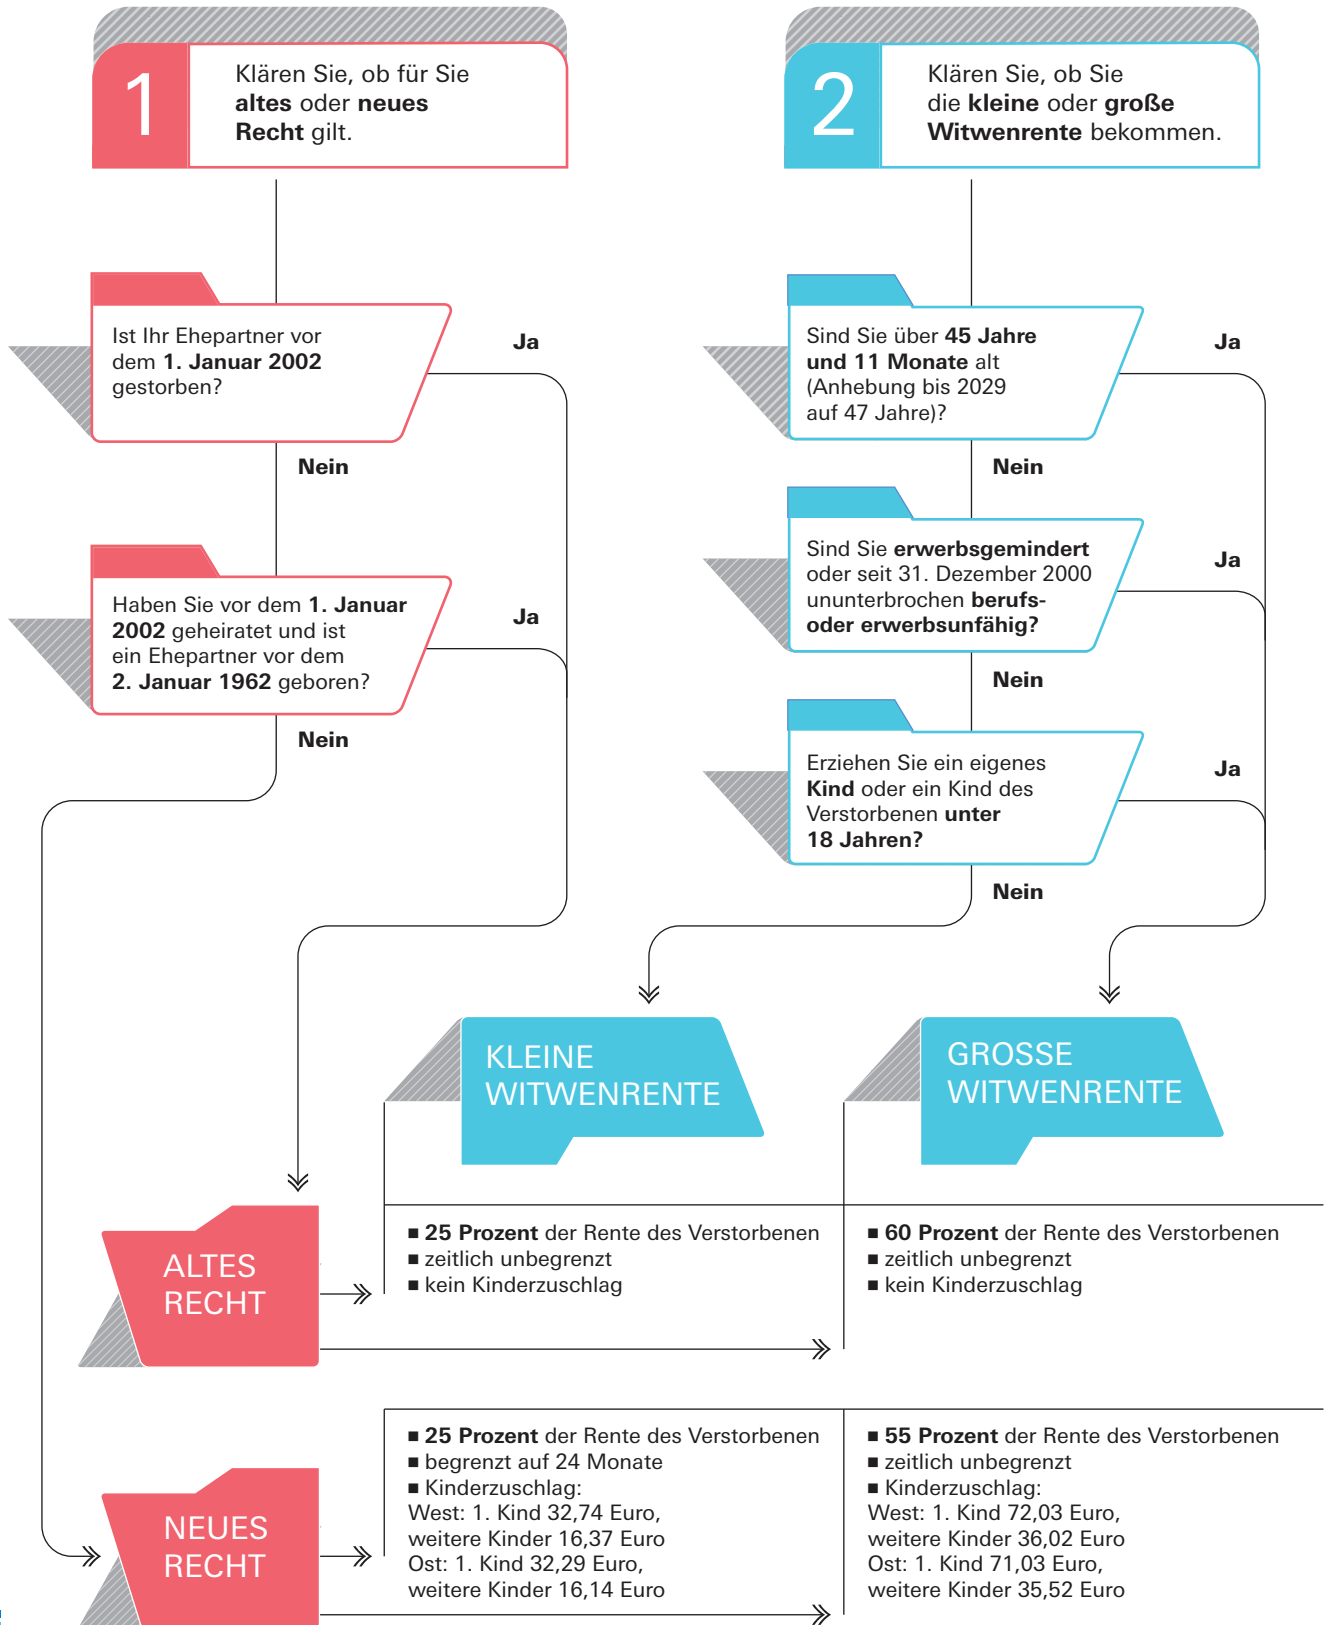 1
Klären Sie, ob für Sie
altes oder neues
Recht gilt.
2
Klären Sie, ob Sie
die kleine oder große
Witwenrente bekommen.
Ist Ihr Ehepartner vor
dem 1. Januar 2002
gestorben?
Ja
Nein
Haben Sie vor dem 1. Januar
2002 geheiratet und ist
ein Ehepartner vor dem
2. Januar 1962 geboren?
Ja
Nein
Sind Sie über 45 Jahre
und 11 Monate alt
(Anhebung bis 2029
auf 47 Jahre)?
Ja
Nein
Sind Sie erwerbsgemindert
oder seit 31. Dezember 2000
ununterbrochen berufs-
oder erwerbsunfähig?
Ja
Nein
Erziehen Sie ein eigenes
Kind oder ein Kind des
Verstorbenen unter
18 Jahren?
Ja
Nein
KLEINE
WITWENRENTE
GROSSE
WITWENRENTE
ALTES
RECHT
■ 25 Prozent der Rente des Verstorbenen
■ zeitlich unbegrenzt
■ kein Kinderzuschlag
■ 60 Prozent der Rente des Verstorbenen
■ zeitlich unbegrenzt
■ kein Kinderzuschlag
NEUES
RECHT
■ 25 Prozent der Rente des Verstorbenen
■ begrenzt auf 24 Monate
■ Kinderzuschlag:
West: 1. Kind 32,74 Euro,
weitere Kinder 16,37 Euro
Ost: 1. Kind 32,29 Euro,
weitere Kinder 16,14 Euro
■ 55 Prozent der Rente des Verstorbenen
■ zeitlich unbegrenzt
■ Kinderzuschlag:
West: 1. Kind 72,03 Euro,
weitere Kinder 36,02 Euro
Ost: 1. Kind 71,03 Euro,
weitere Kinder 35,52 Euro